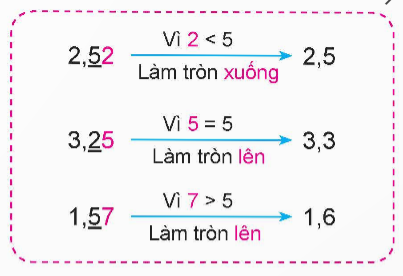 Vì 2 < 5
2,52 2,5
Làm tròn xuống
Vì 5 = 5
3,25 3,3
Làm tròn lên
Vì 7 > 5
1,57 1,6
Làm tròn lên